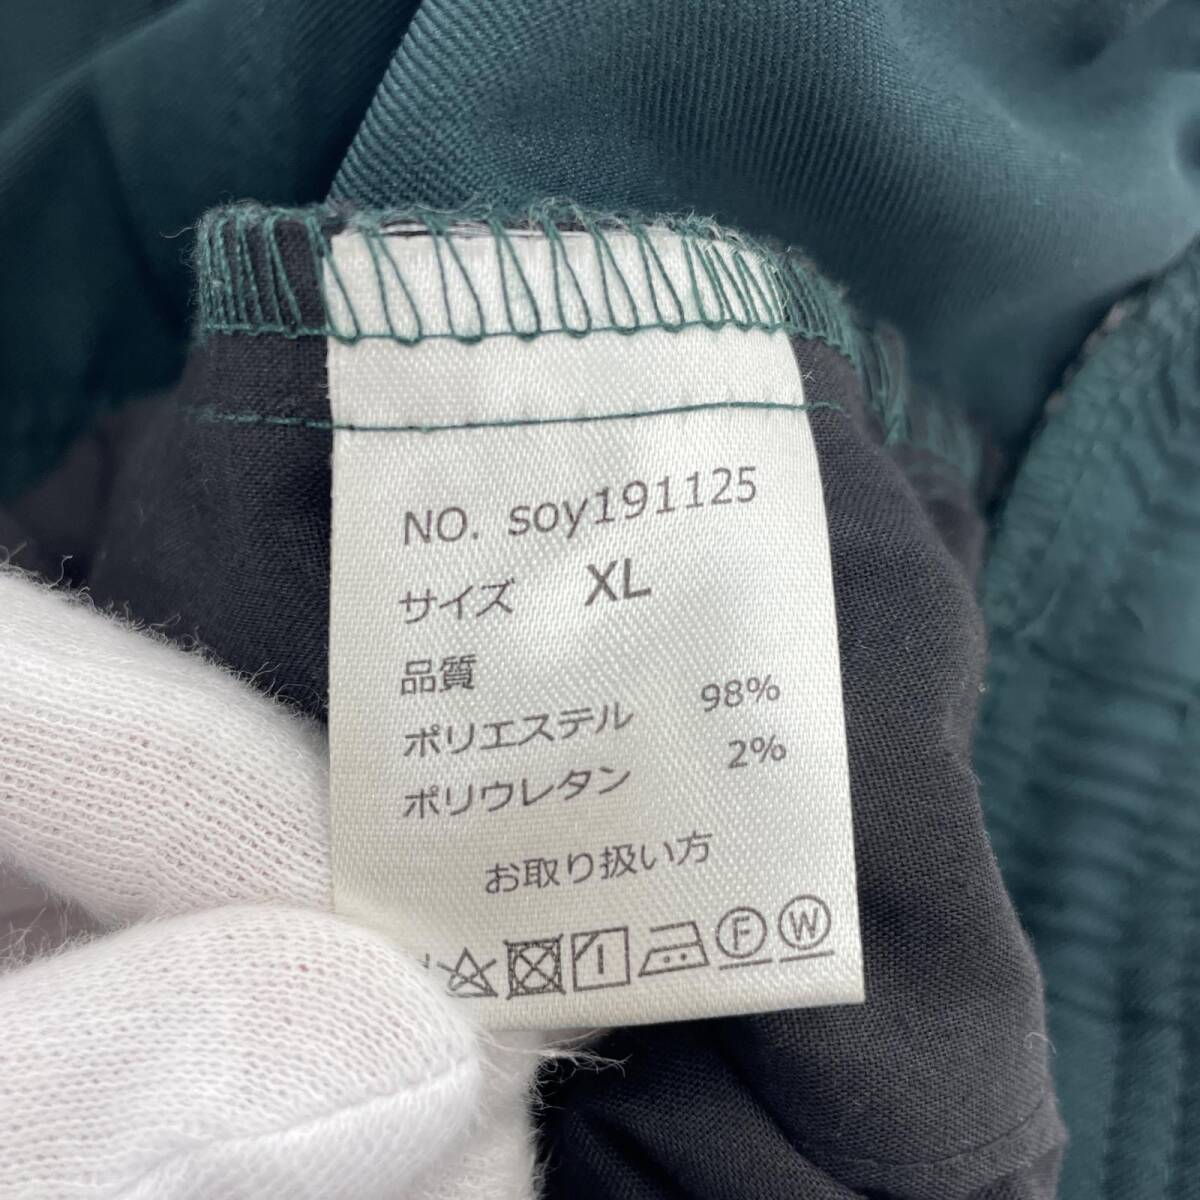 NO. soy191125
サイズ XL
品質
ポリエステル 98%
ポリウレタン 2%
お取り扱い方
F W